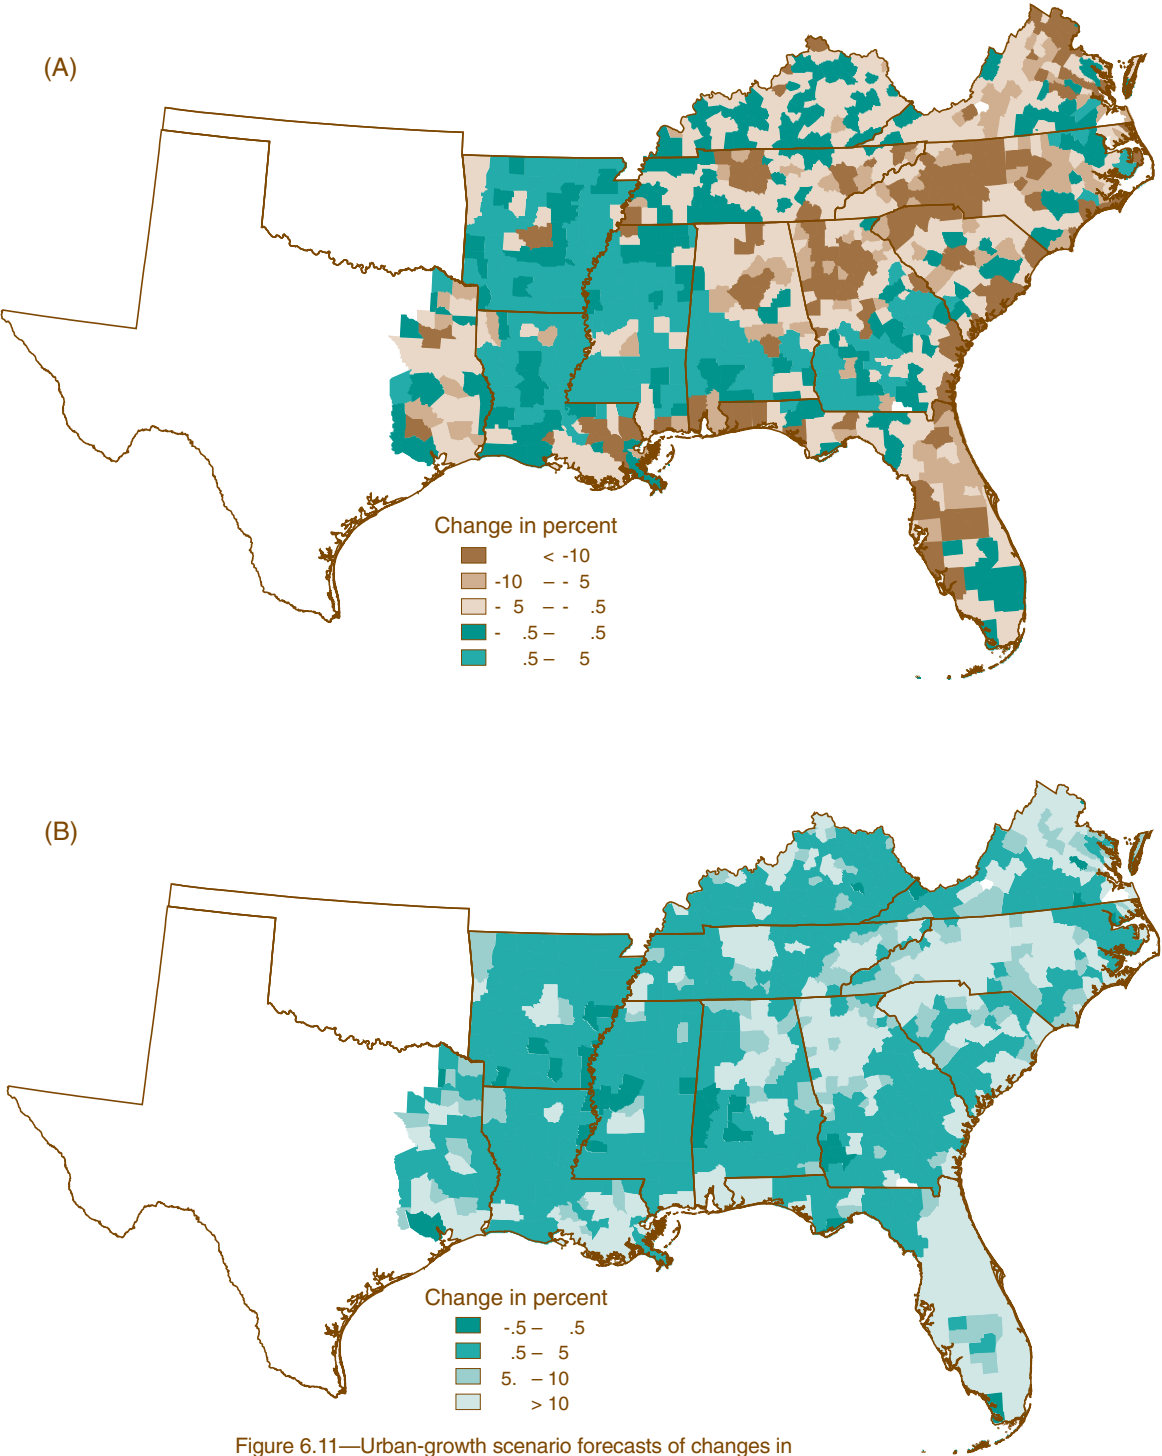 (A)
Change in percent
< -10
-10 – - 5
- 5 – - .5
- .5 – .5
.5 – 5
(B)
Change in percent
-.5 – .5
.5 – 5
5. – 10
> 10
Figure 6.11—Urban-growth scenario forecasts of changes in